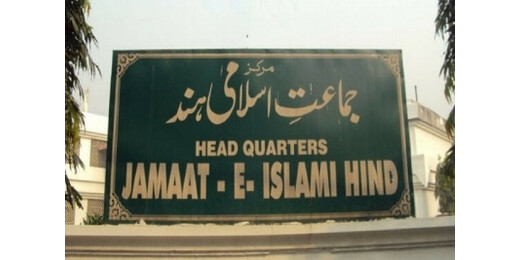 مرکز
جماعتِ اسلامی ہند
HEAD QUARTERS
JAMAAT - E- ISLAMI HIND